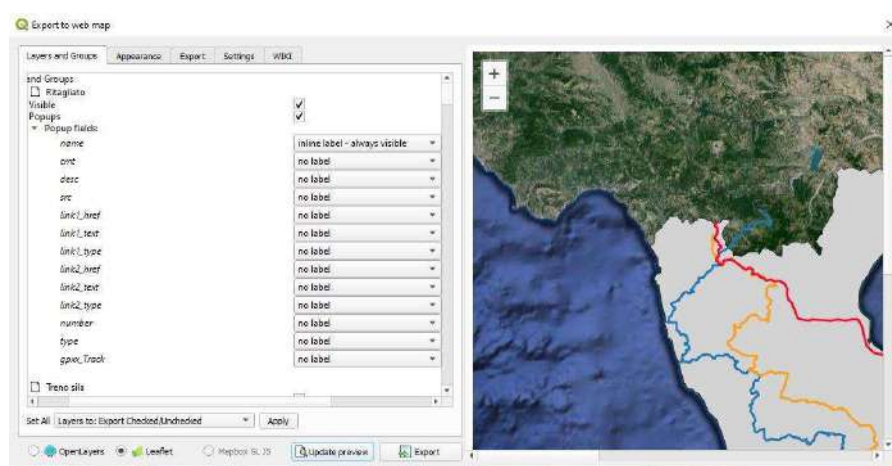 Export to web map
Layers and Groups Appearance Export Settings WIKI
and Groups
Ritagliato
Visible
Popups
Popup fields:
name inline label - always visible
cmt no label
desc no label
src no label
link1_href no label
link1_text no label
link1_type no label
link2_href no label
link2_text no label
link2_type no label
number no label
type no label
gpxx_Track no label
Treno sila
Set All Layers to: Export Checked/Unchecked Apply
OpenLayers Leaflet Mapbox GL JS Update preview Export
+
−